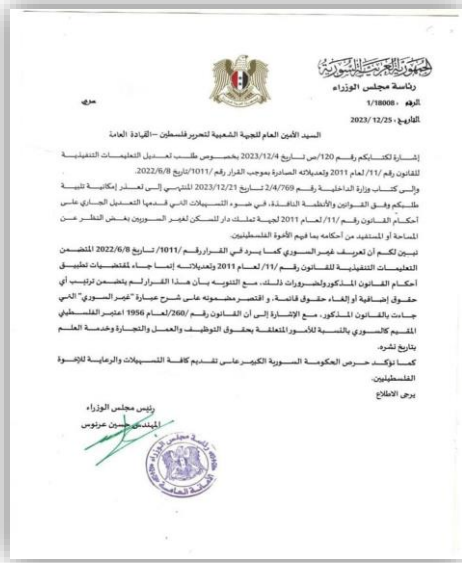 الجمهورية العربية السورية
رئاسة مجلس الوزراء
الرقم: 1/18008
التاريخ: 2023/12/25
السيد الأمين العام للجبهة الشعبية لتحرير فلسطين – القيادة العامة
إشارة لكتابكم رقم 120/ص تاريخ 2023/12/4 بخصوص طلب تعديل التعليمات التنفيذية
للقانون رقم /11/ لعام 2011 وتعديلاته الصادرة بموجب القرار رقم /1011/ تاريخ 2022/6/8.
وإلى كتاب وزارة الداخلية رقم 2/4/769 تاريخ 2023/12/21 المنتهي إلى تعذر إمكانية تلبية
طلبكم وفق القوانين والأنظمة النافذة، في ضوء التسهيلات التي قدمها التعديل الجاري على
أحكام القانون رقم /11/ لعام 2011 لجهة تملك دار للسكن لغير السوريين بغض النظر عن
المساحة أو المستفيد من أحكامه بما فيهم الأخوة الفلسطينيين.
نبين لكم أن تعريف غير السوري كما يرد في القرار رقم /1011/ تاريخ 2022/6/8 المتضمن
التعليمات التنفيذية للقانون رقم /11/ لعام 2011 وتعديلاته إنما جاء لمقتضيات تطبيق
أحكام القانون المذكور ولضرورات ذلك، مع التنويه بأن هذا القرار لم يتضمن ترتيب أي
حقوق إضافية أو إلغاء حقوق قائمة، و اقتصر مضمونه على شرح عبارة "غير السوري" التي
جاءت بالقانون المذكور، مع الإشارة إلى أن القانون رقم /260/ لعام 1956 اعتبر الفلسطيني
المقيم كالسوري بالنسبة للأمور المتعلقة بحقوق التوظيف والعمل والتجارة وخدمة العلم
بتاريخ نشره.
كما نؤكد حرص الحكومة السورية الكبير على تقديم كافة التسهيلات والرعاية للإخوة
الفلسطينيين.
يرجى الاطلاع
رئيس مجلس الوزراء
المهندس حسين عرنوس
رئاسة مجلس الوزراء
الأمانة العامة